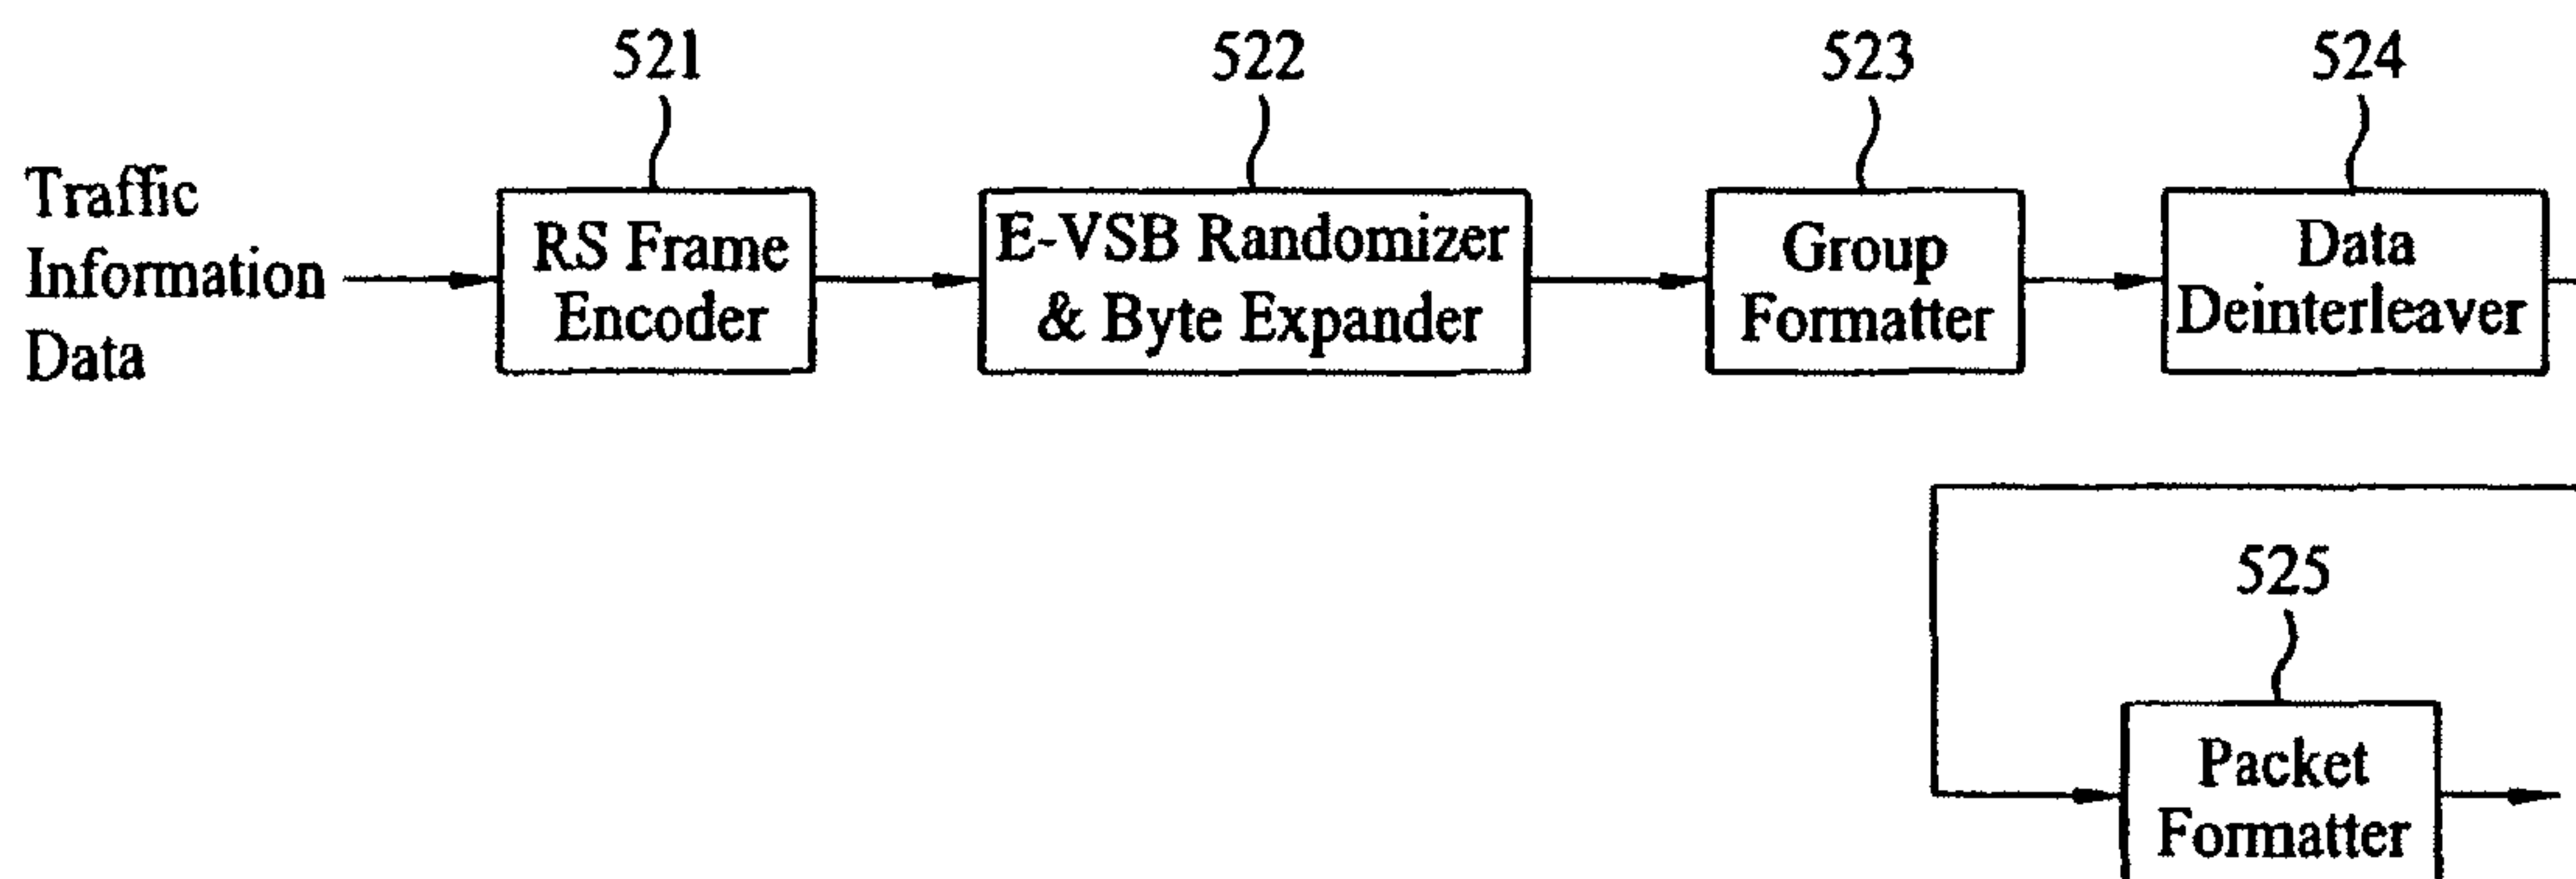 521
522
523
524
Traffic
Information
Data
RS Frame
Encoder
E-VSB Randomizer
& Byte Expander
Group
Formatter
Data
Deinterleaver
525
Packet
Formatter